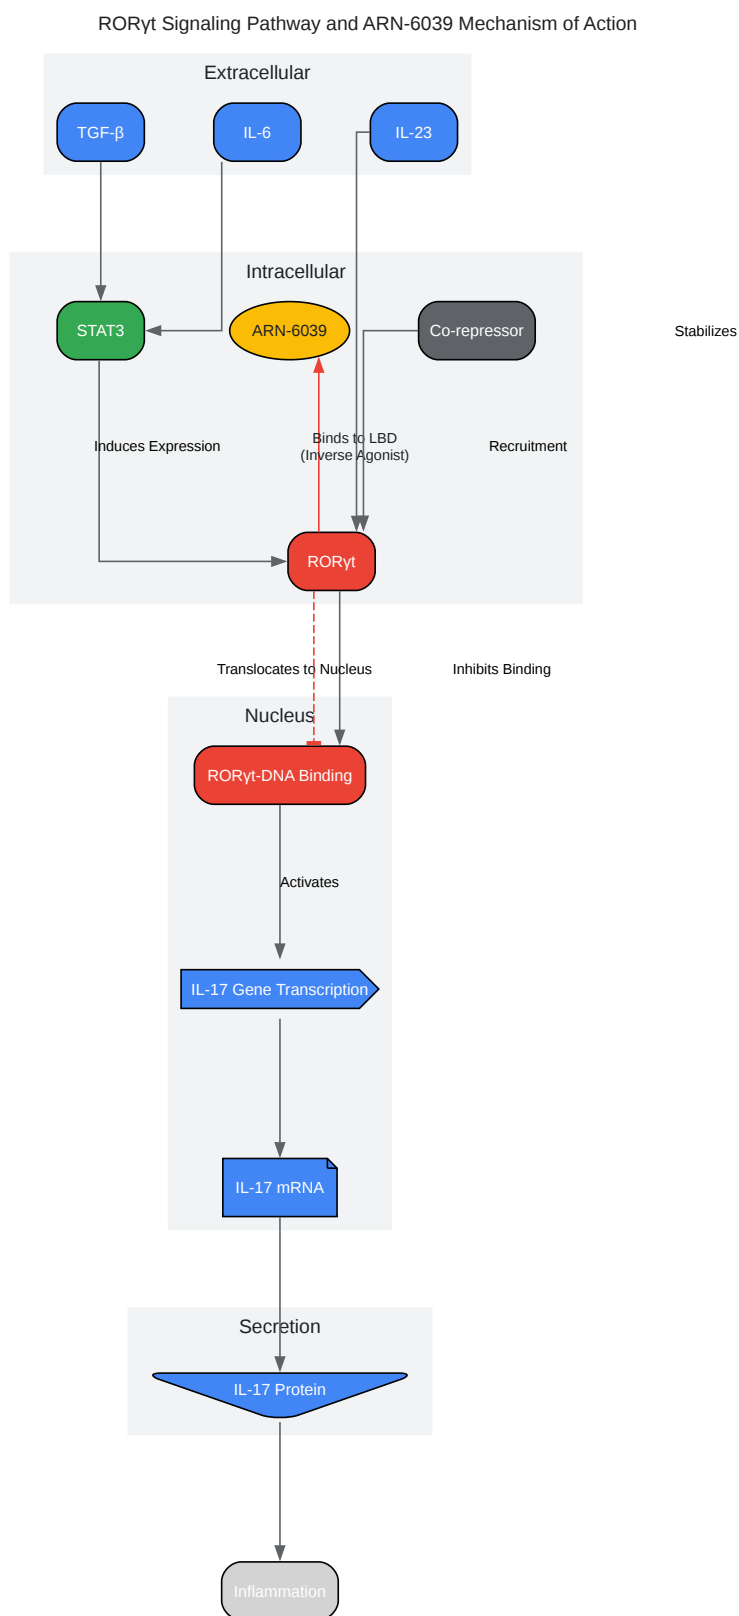 RORγt Signaling Pathway and ARN-6039 Mechanism of Action
Extracellular
TGF-β
IL-6
IL-23
Intracellular
STAT3
ARN-6039
Co-repressor
Stabilizes
Induces Expression
Binds to LBD
(Inverse Agonist)
Recruitment
RORγt
Translocates to Nucleus
Inhibits Binding
Nucleus
RORγt-DNA Binding
Activates
IL-17 Gene Transcription
IL-17 mRNA
Secretion
IL-17 Protein
Inflammation